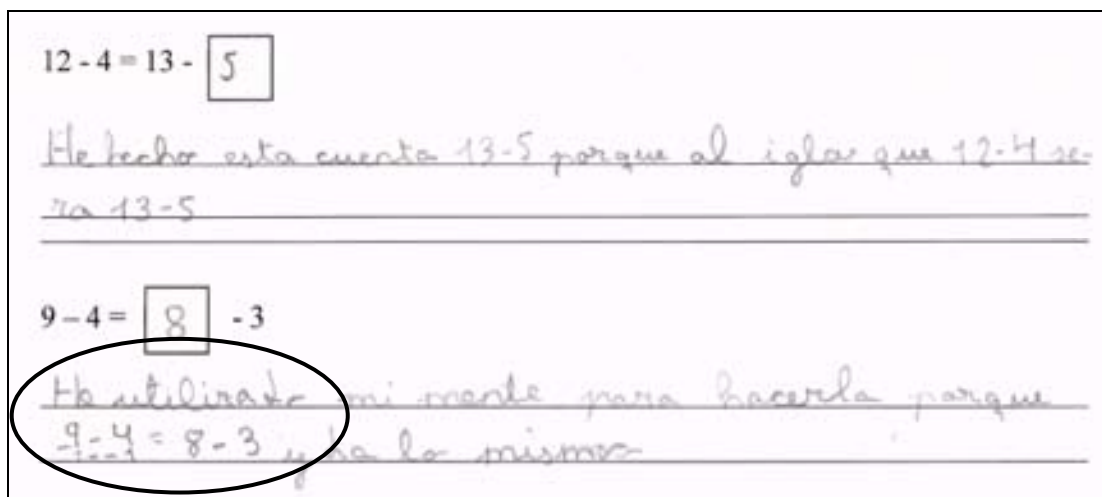 12 - 4 = 13 - 5
He hecho esta cuenta 13-5 porque al iglar que 12-4 se-
ra 13-5
9 – 4 = 8 - 3
He utilizado mi mente para hacerla porque
9-4 = 8-3 y da lo mismo